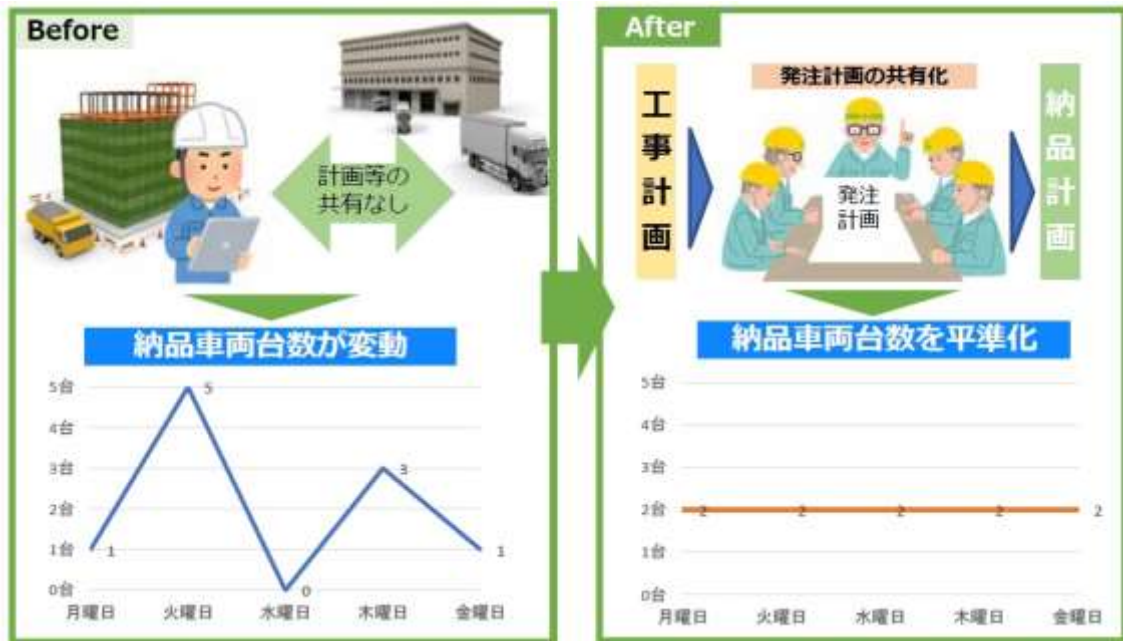 Before
計画等の
共有なし
納品車両台数が変動
5台
4台
3台
2台
1台
0台
1
5
0
3
1
月曜日
火曜日
水曜日
木曜日
金曜日
After
工事計画
発注計画の共有化
発注
計画
納品計画
納品車両台数を平準化
5台
4台
3台
2台
1台
0台
2
2
2
2
2
月曜日
火曜日
水曜日
木曜日
金曜日